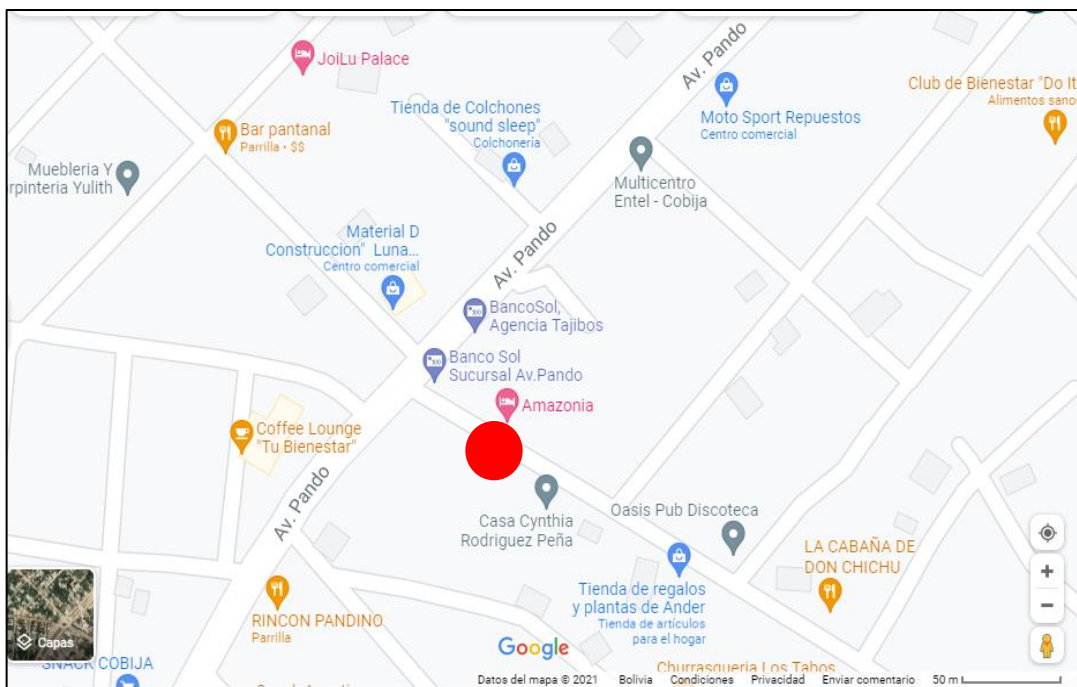 JoiLu Palace
Av. Pando
Bar pantanal
Parrilla • $$
Tienda de Colchones
"sound sleep"
Colchonería
Moto Sport Repuestos
Centro comercial
Club de Bienestar "Do It
Alimentos sano
Muebleria Y
rpinteria Yulith
Multicentro
Entel - Cobija
Material D
Construccion" Luna...
Centro comercial
Av. Pando
BancoSol,
Agencia Tajibos
Banco Sol
Sucursal Av.Pando
Amazonia
Coffee Lounge
"Tu Bienestar"
Av. Pando
Casa Cynthia
Rodriguez Peña
Oasis Pub Discoteca
LA CABAÑA DE
DON CHICHU
Tienda de regalos
y plantas de Ander
Tienda de artículos
para el hogar
RINCON PANDINO
Parrilla
Capas
SNACK COBIJA
Google
Churrasqueria Los Tabos
Datos del mapa © 2021 Bolivia Condiciones Privacidad Enviar comentario 50 m